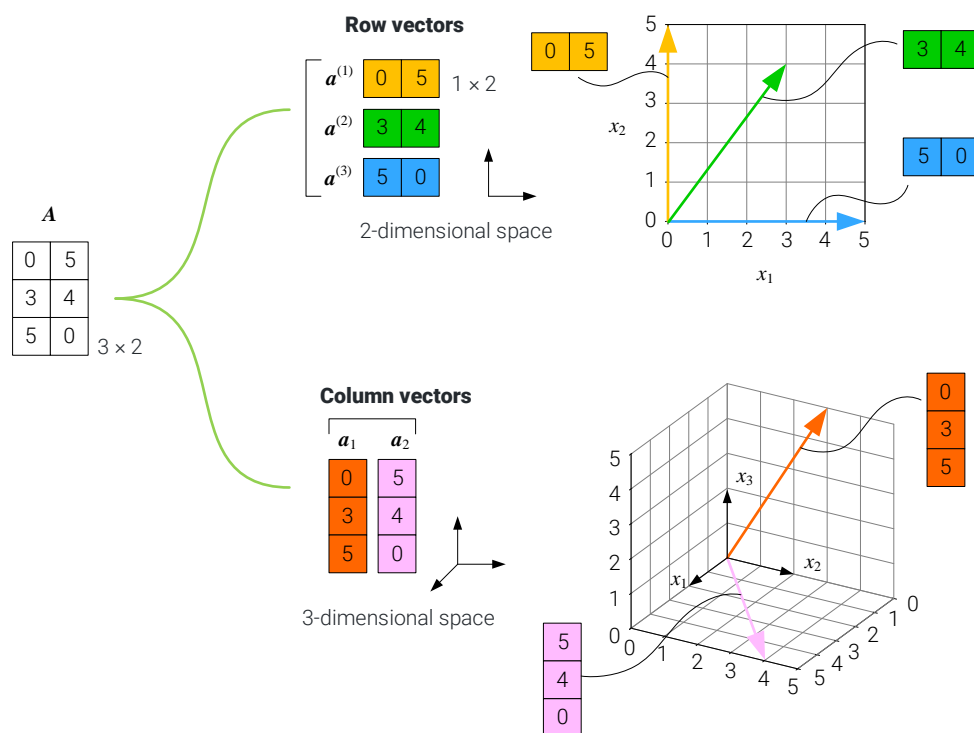 Row vectors
a(1) 0 5 1 × 2
a(2) 3 4
a(3) 5 0
2-dimensional space
0 5
3 4
5 0
5
4
3
2
1
0
x2
0 1 2 3 4 5
x1
A
0 5
3 4
5 0
3 × 2
Column vectors
a1 a2
0 5
3 4
5 0
3-dimensional space
0
3
5
5
4
3
2
1
0
x3
x2
x1
0 1 2 3 4 5
5 4 3 2 1 0
5
4
0